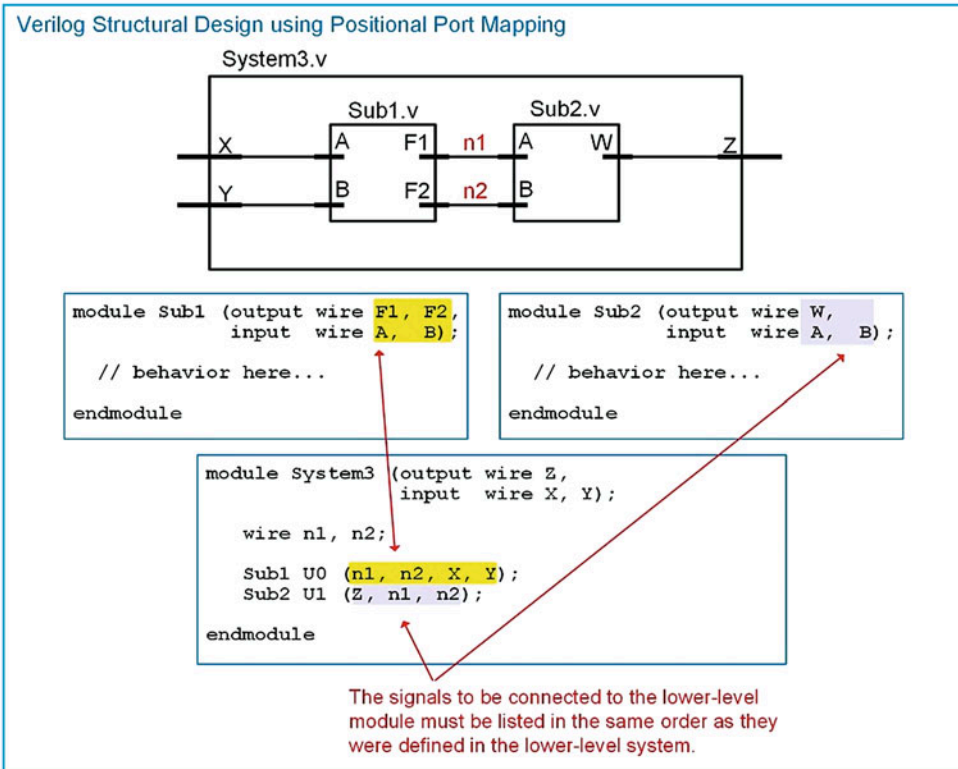 Verilog Structural Design using Positional Port Mapping
System3.v
Sub1.v
Sub2.v
X
A
F1
n1
A
W
Z
Y
B
F2
n2
B
module Sub1 (output wire F1, F2,
input wire A, B);
// behavior here...
endmodule
module Sub2 (output wire W,
input wire A, B);
// behavior here...
endmodule
module System3 (output wire Z,
input wire X, Y);
wire n1, n2;
Sub1 U0 (n1, n2, X, Y);
Sub2 U1 (Z, n1, n2);
endmodule
The signals to be connected to the lower-level
module must be listed in the same order as they
were defined in the lower-level system.